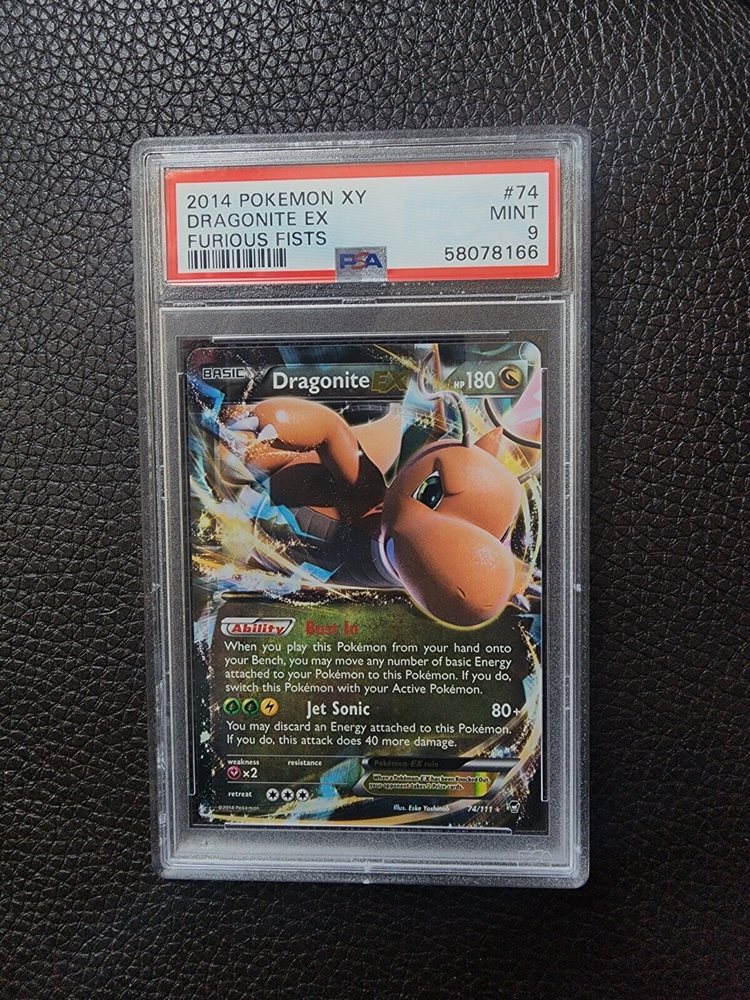 2014 POKEMON XY #74
DRAGONITE EX MINT
FURIOUS FISTS 9
PSA 58078166
BASIC Dragonite EX HP180
Ability Bust In
When you play this Pokémon from your hand onto
your Bench, you may move any number of basic Energy
attached to your Pokémon to this Pokémon. If you do,
switch this Pokémon with your Active Pokémon.
Jet Sonic 80+
You may discard an Energy attached to this Pokémon.
If you do, this attack does 40 more damage.
weakness resistance Pokémon-EX rule
×2 When a Pokémon-EX has been Knocked Out,
your opponent takes 2 Prize cards.
retreat
©2014 Pokémon Illus. Eske Yoshinob 74/111